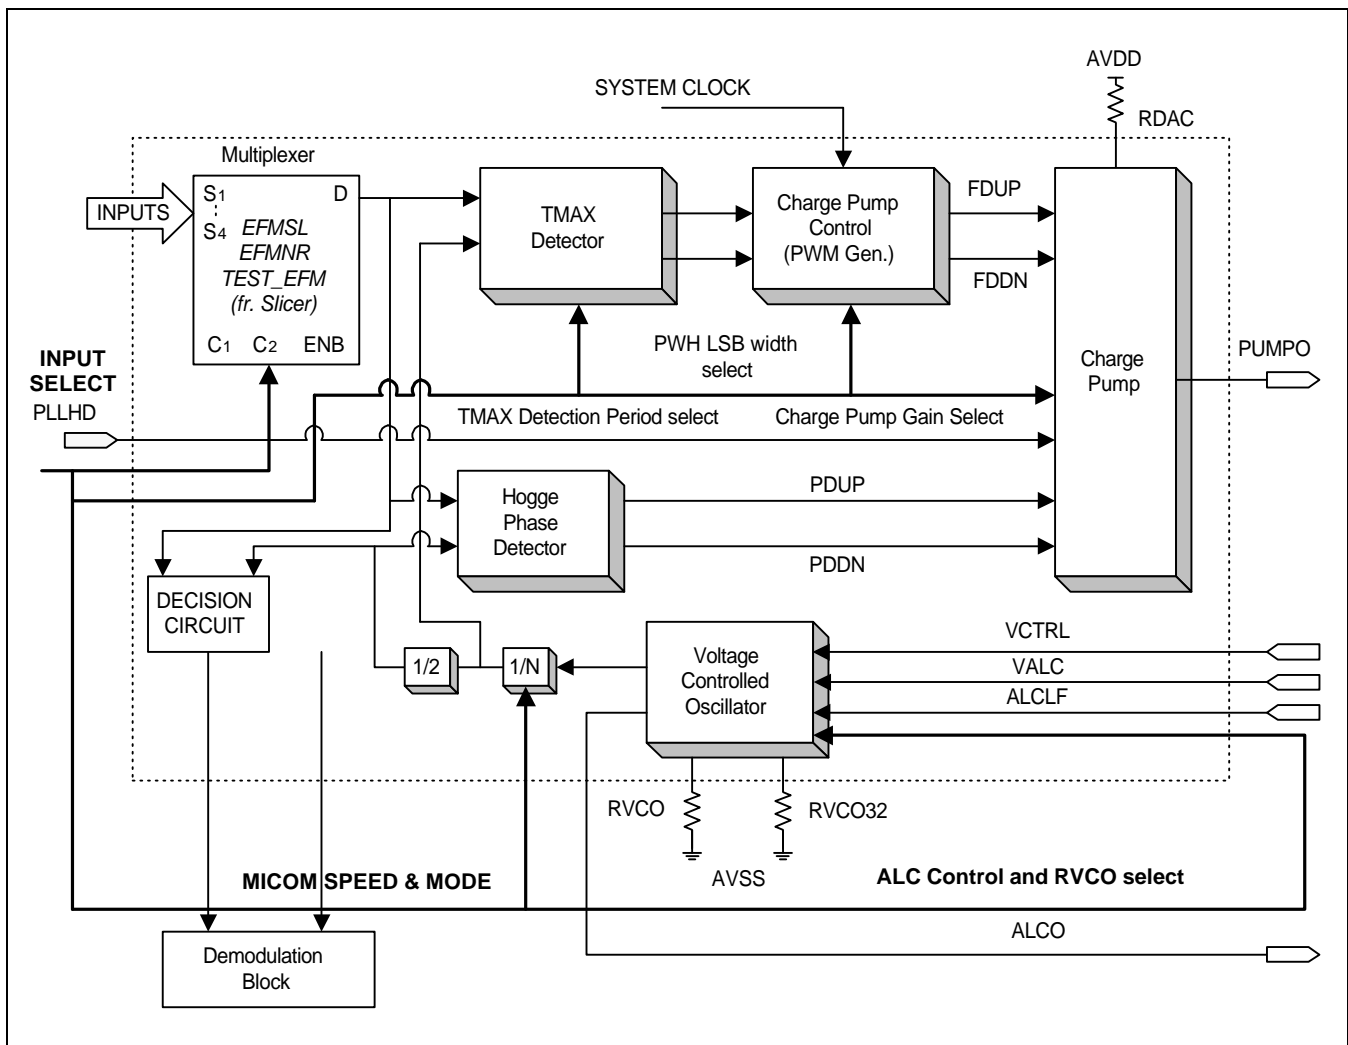 AVDD
SYSTEM CLOCK
RDAC
Multiplexer
INPUTS
S1
D
S4
EFMSL
EFMNR
TEST_EFM
(fr. Slicer)
C1 C2 ENB
TMAX
Detector
Charge Pump
Control
(PWM Gen.)
FDUP
FDDN
Charge
Pump
PUMPO
INPUT
SELECT
PLLHD
PWH LSB width
select
TMAX Detection Period select
Charge Pump Gain Select
Hogge
Phase
Detector
PDUP
PDDN
DECISION
CIRCUIT
1/2
1/N
Voltage
Controlled
Oscillator
VCTRL
VALC
ALCLF
RVCO
RVCO32
AVSS
MICOM SPEED & MODE
ALC Control and RVCO select
ALCO
Demodulation
Block